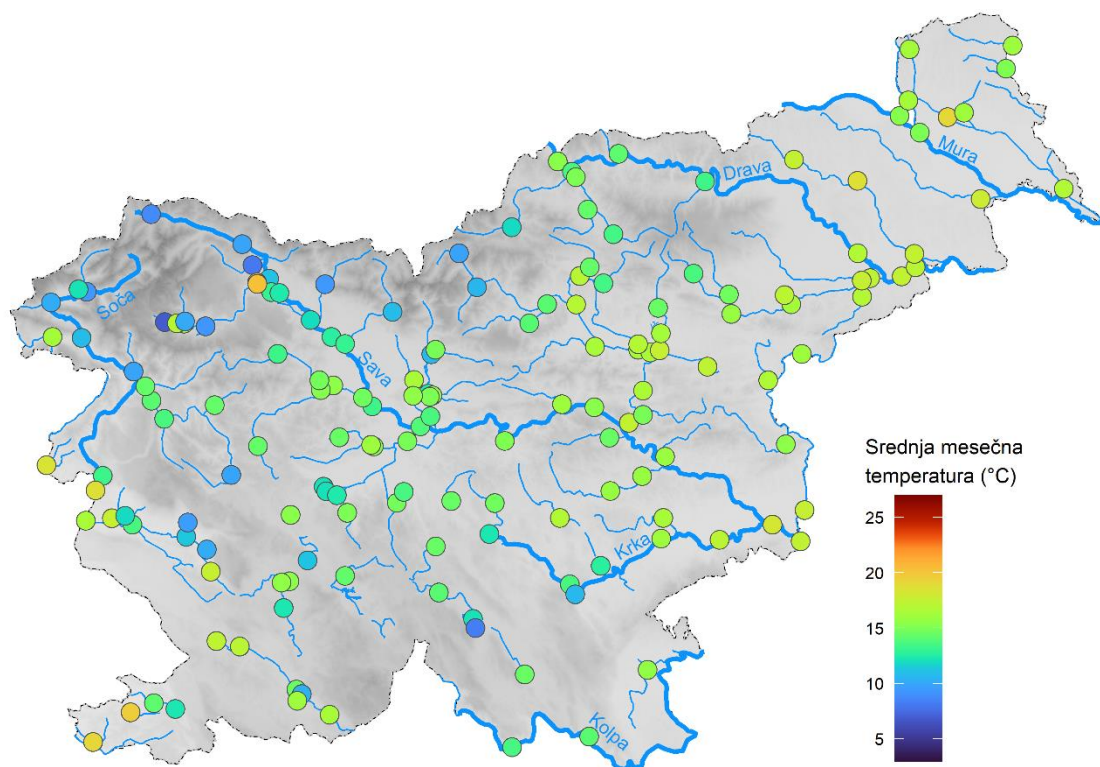 Mura
Drava
Soča
Sava
Krka
Kolpa
Srednja mesečna
temperatura (°C)
25
20
15
10
5